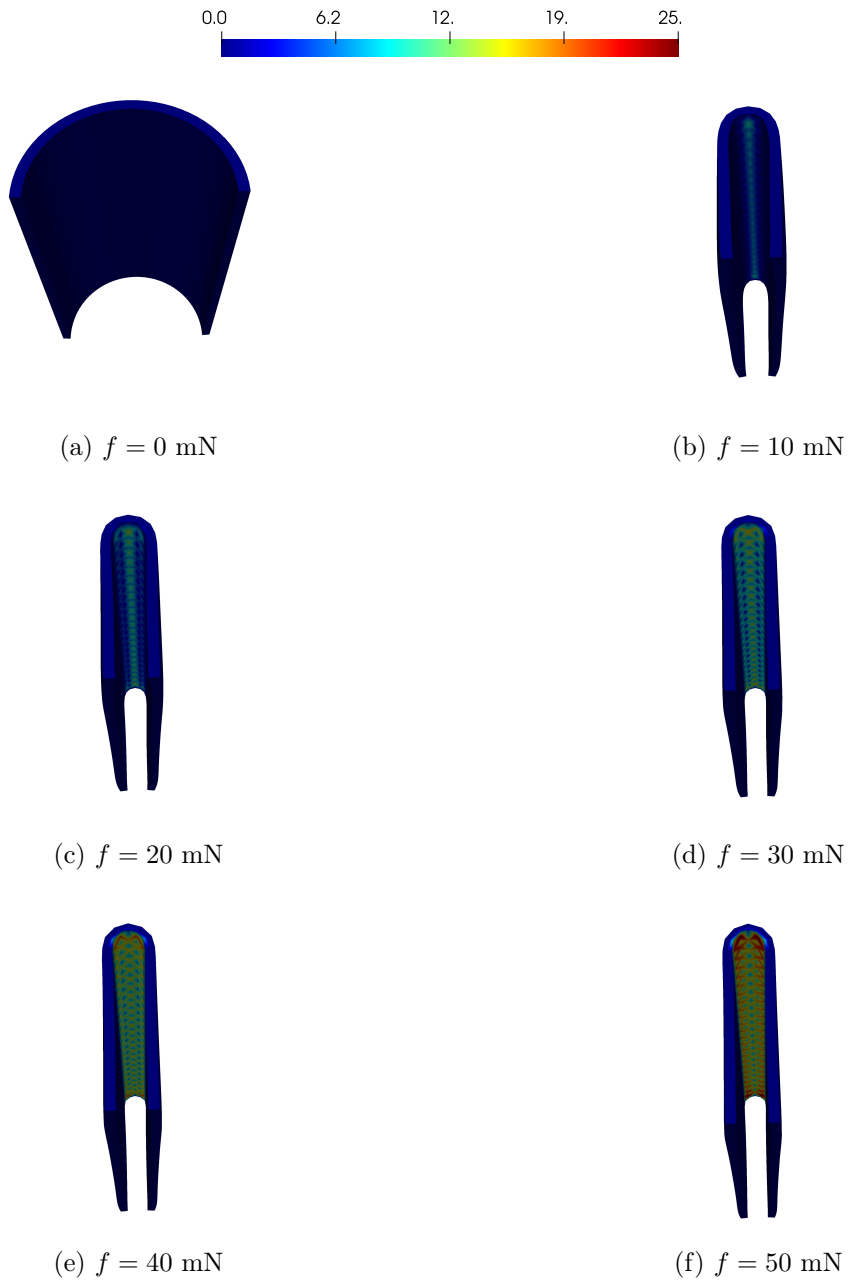 0.0 6.2 12. 19. 25.
(a) f = 0 mN
(b) f = 10 mN
(c) f = 20 mN
(d) f = 30 mN
(e) f = 40 mN
(f) f = 50 mN